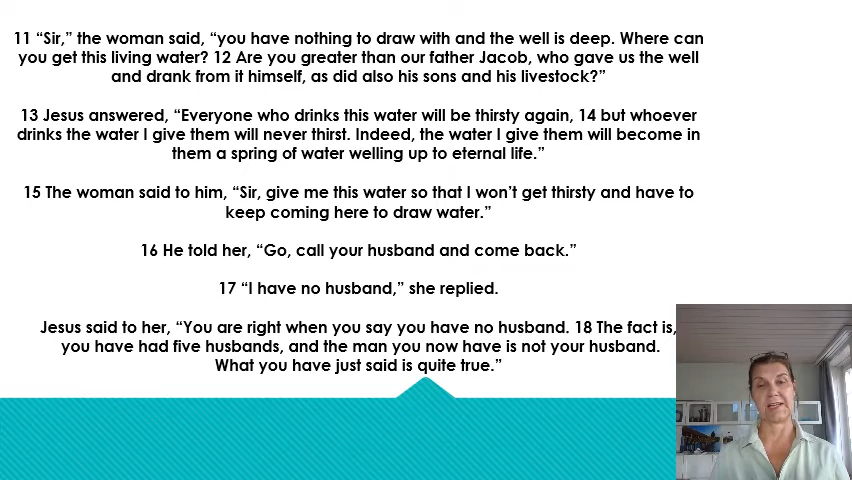 11 “Sir,” the woman said, “you have nothing to draw with and the well is deep. Where can
you get this living water? 12 Are you greater than our father Jacob, who gave us the well
and drank from it himself, as did also his sons and his livestock?”
13 Jesus answered, “Everyone who drinks this water will be thirsty again, 14 but whoever
drinks the water I give them will never thirst. Indeed, the water I give them will become in
them a spring of water welling up to eternal life.”
15 The woman said to him, “Sir, give me this water so that I won’t get thirsty and have to
keep coming here to draw water.”
16 He told her, “Go, call your husband and come back.”
17 “I have no husband,” she replied.
Jesus said to her, “You are right when you say you have no husband. 18 The fact is,
you have had five husbands, and the man you now have is not your husband.
What you have just said is quite true.”